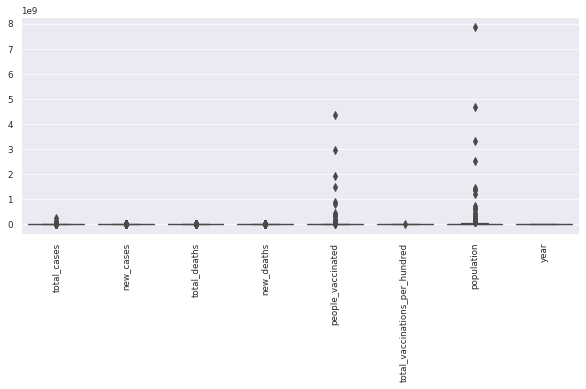 1e9
8
7
6
5
4
3
2
1
0
total_cases
new_cases
total_deaths
new_deaths
people_vaccinated
total_vaccinations_per_hundred
population
year